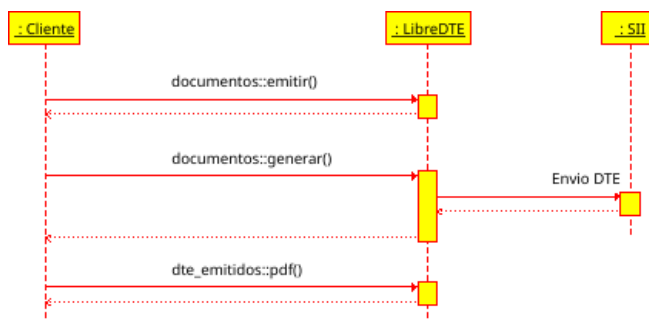 : Cliente
: LibreDTE
: SII
documentos::emitir()
documentos::generar()
Envio DTE
dte_emitidos::pdf()